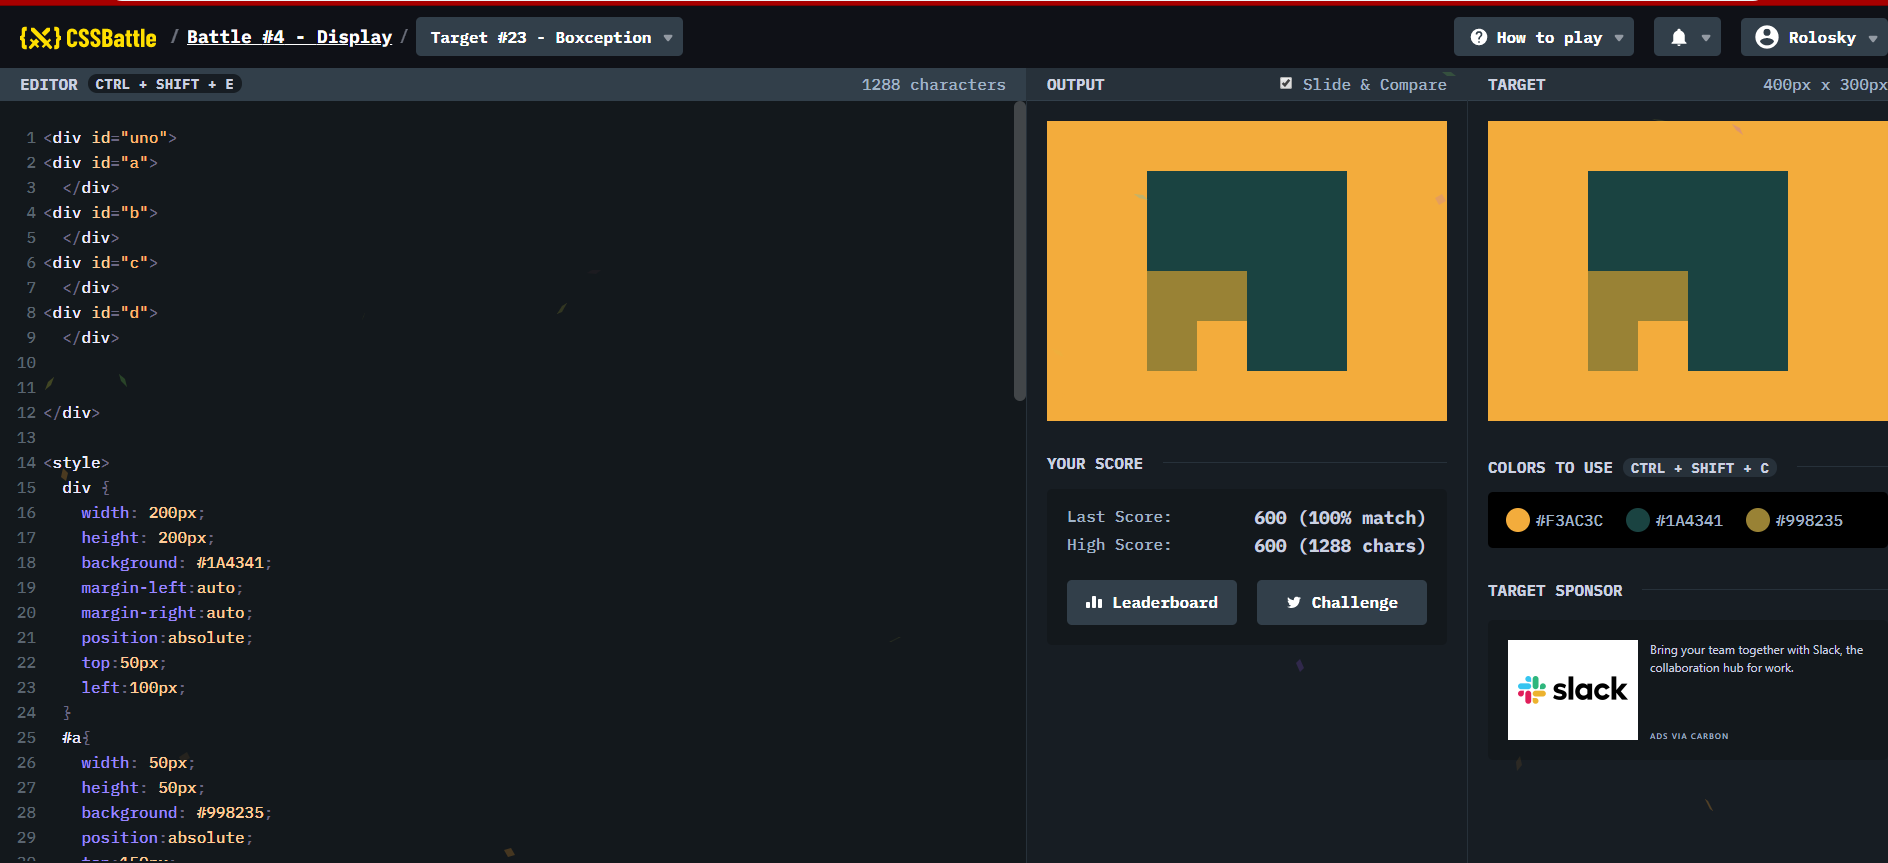 {X} CSSBattle / Battle #4 - Display / Target #23 - Boxception How to play Rolosky
EDITOR CTRL + SHIFT + E 1288 characters OUTPUT Slide & Compare TARGET 400px x 300px
1 <div id="uno">
2 <div id="a">
3 </div>
4 <div id="b">
5 </div>
6 <div id="c">
7 </div>
8 <div id="d">
9 </div>
10
11
12 </div>
13
14 <style>
15 div {
16 width: 200px;
17 height: 200px;
18 background: #1A4341;
19 margin-left:auto;
20 margin-right:auto;
21 position:absolute;
22 top:50px;
23 left:100px;
24 }
25 #a{
26 width: 50px;
27 height: 50px;
28 background: #998235;
29 position:absolute;
30 top:150px;
YOUR SCORE
Last Score: 600 (100% match)
High Score: 600 (1288 chars)
Leaderboard Challenge
COLORS TO USE CTRL + SHIFT + C
#F3AC3C #1A4341 #998235
TARGET SPONSOR
slack
Bring your team together with Slack, the
collaboration hub for work.
ADS VIA CARBON